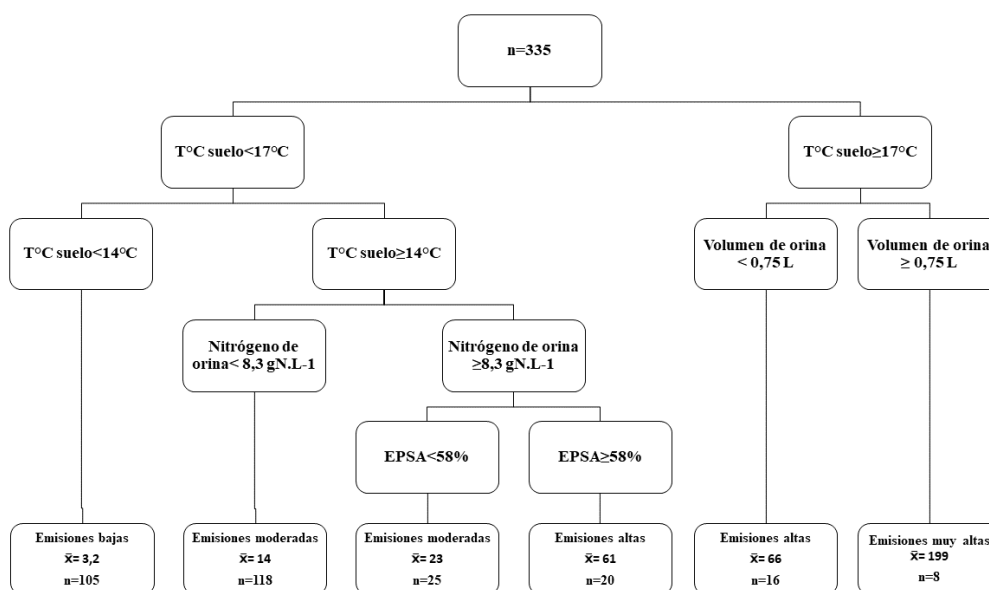 n=335
T°C suelo<17°C
T°C suelo≥17°C
T°C suelo<14°C
T°C suelo≥14°C
Volumen de orina
< 0,75 L
Volumen de orina
≥ 0,75 L
Nitrógeno de
orina< 8,3 gN.L-1
Nitrógeno de orina
≥8,3 gN.L-1
EPSA<58%
EPSA≥58%
Emisiones bajas
x̄= 3,2
n=105
Emisiones moderadas
x̄= 14
n=118
Emisiones moderadas
x̄= 23
n=25
Emisiones altas
x̄= 61
n=20
Emisiones altas
x̄= 66
n=16
Emisiones muy altas
x̄= 199
n=8